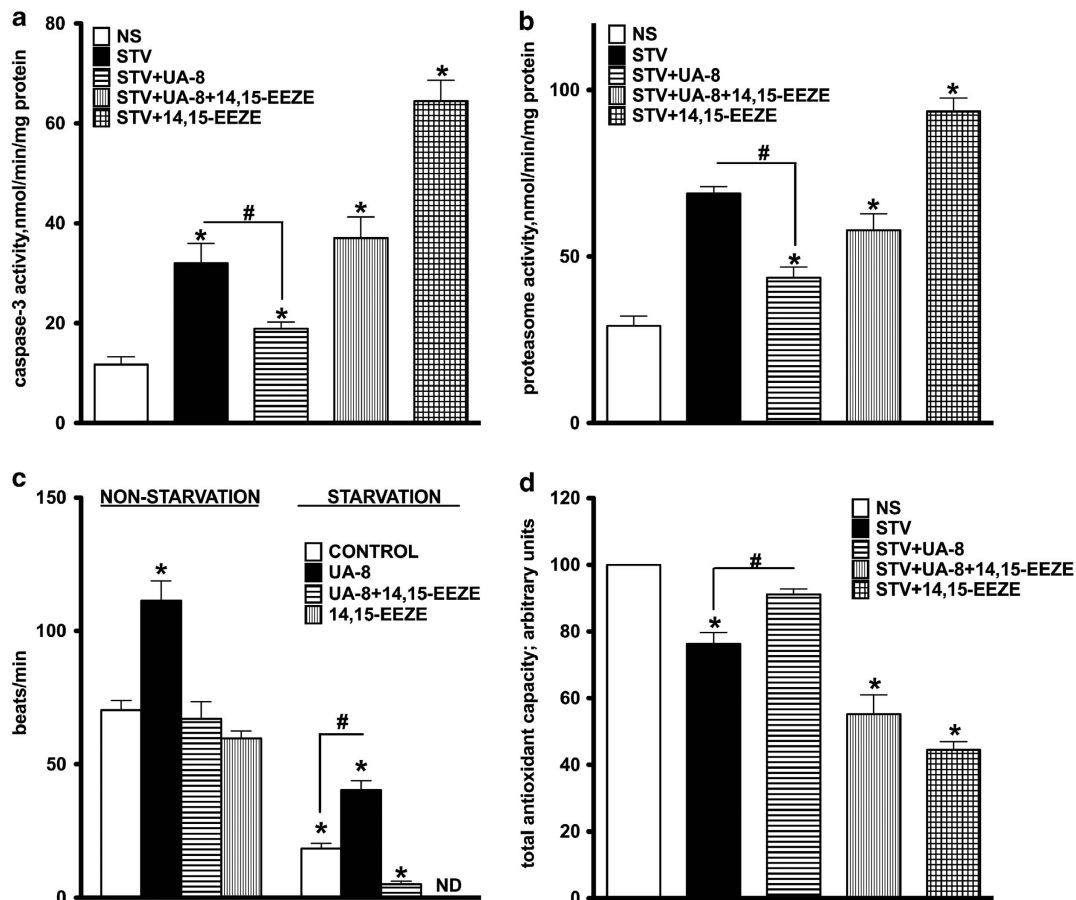 a
80
60
40
20
0
caspase-3 activity,nmol/min/mg protein
NS
STV
STV+UA-8
STV+UA-8+14,15-EEZE
STV+14,15-EEZE
*
#
*
*
*
b
100
50
0
proteasome activity,nmol/min/mg protein
NS
STV
STV+UA-8
STV+UA-8+14,15-EEZE
STV+14,15-EEZE
#
*
*
*
c
150
100
50
0
beats/min
NON-STARVATION
STARVATION
CONTROL
UA-8
UA-8+14,15-EEZE
14,15-EEZE
*
*
#
*
*
ND
d
120
100
80
60
40
20
0
total antioxidant capacity; arbitrary units
NS
STV
STV+UA-8
STV+UA-8+14,15-EEZE
STV+14,15-EEZE
*
#
*
*